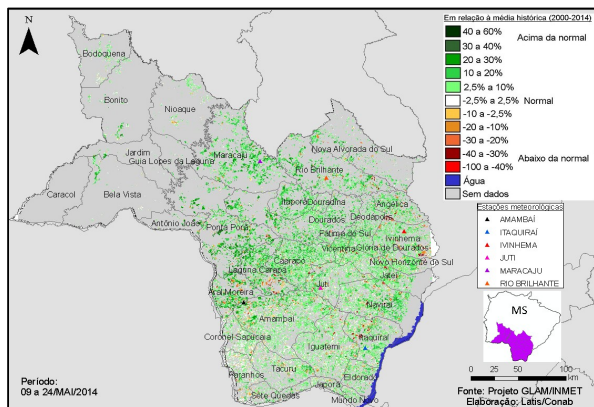 N
Em relação à média histórica (2000-2014)
40 a 60%
30 a 40%
20 a 30%
10 a 20%
2,5% a 10%
-2,5% a 2,5%
-10 a -2,5%
-20 a -10%
-30 a -20%
-40 a -30%
-100 a -40%
Acima da normal
Normal
Abaixo da normal
Água
Sem dados
Estações meteorológicas
AMAMBAÍ
ITAQUIRAÍ
IVINHEMA
JUTI
MARACAJU
RIO BRILHANTE
MS
Bodoquena
Bonito
Nioaque
Jardim
Guia Lopes da Laguna
Maracaju
Nova Alvorada do Sul
Rio Brilhante
Caracol
Bela Vista
Antônio João
Ponta Porã
Itaporã
Douradina
Dourados
Angélica
Deodápolis
Ivinhema
Fátima do Sul
Vicentina
Glória de Dourados
Novo Horizonte do Sul
Caarapó
Jateí
Laguna Carapã
Aral Moreira
Juti
Naviraí
Amambai
Coronel Sapucaia
Iguatemi
Itaquiraí
Tacuru
Paranhos
Eldorado
Japorã
Sete Quedas
Mundo Novo
Período:
09 a 24/MAI/2014
0
50
100
km
Fonte: Projeto GLAM/INMET
Elaboração: Latis/Conab